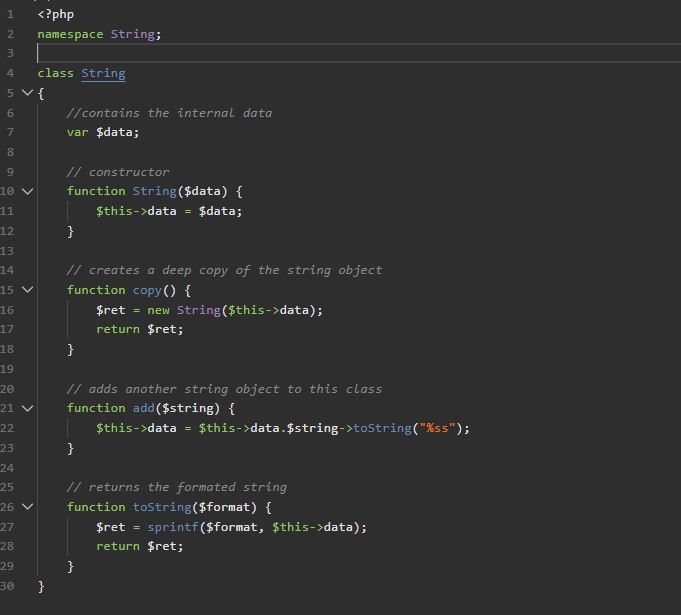 1 <?php
2 namespace String;
3
4 class String
5 {
6 //contains the internal data
7 var $data;
8
9 // constructor
10 function String($data) {
11 $this->data = $data;
12 }
13
14 // creates a deep copy of the string object
15 function copy() {
16 $ret = new String($this->data);
17 return $ret;
18 }
19
20 // adds another string object to this class
21 function add($string) {
22 $this->data = $this->data.$string->toString("%ss");
23 }
24
25 // returns the formated string
26 function toString($format) {
27 $ret = sprintf($format, $this->data);
28 return $ret;
29 }
30 }